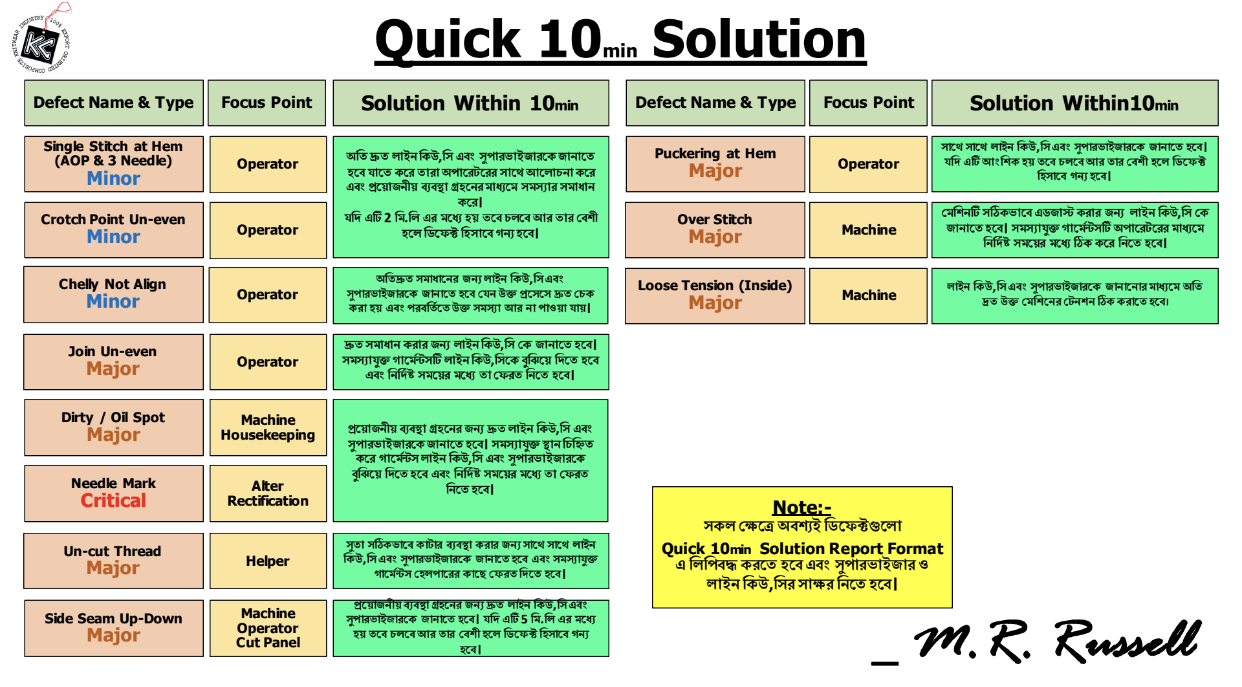 Quick 10min Solution
KNITWEAR INDUSTRY 100% EXPORT ORIENTED COMPOSITE
KC
Defect Name & Type
Focus Point
Solution Within 10min
Single Stitch at Hem
(AOP & 3 Needle)
Minor
Operator
অতি দ্রুত লাইন কিউ,সি এবং সুপারভাইজারকে জানাতে
হবে যাতে করে তারা অপারেটরের সাথে আলোচনা করে
এবং প্রয়োজনীয় ব্যবস্থা গ্রহনের মাধ্যমে সমস্যার সমাধান
করে।
যদি এটি 2 মি.লি এর মধ্যে হয় তবে চলবে আর তার বেশী
হলে ডিফেক্ট হিসাবে গন্য হবে।
Crotch Point Un-even
Minor
Operator
Chelly Not Align
Minor
Operator
অতিদ্রুত সমাধানের জন্য লাইন কিউ,সি এবং
সুপারভাইজারকে জানাতে হবে যেন উক্ত প্রসেসে দ্রুত চেক
করা হয় এবং পরবর্তিতে উক্ত সমস্যা আর না পাওয়া যায়।
Join Un-even
Major
Operator
দ্রুত সমাধান করার জন্য লাইন কিউ,সি কে জানাতে হবে।
সমস্যাযুক্ত গার্মেন্টসটি লাইন কিউ,সিকে বুঝিয়ে দিতে হবে
এবং নির্দিষ্ট সময়ের মধ্যে তা ফেরত নিতে হবে।
Dirty / Oil Spot
Major
Machine
Housekeeping
প্রয়োজনীয় ব্যবস্থা গ্রহনের জন্য দ্রুত লাইন কিউ,সি এবং
সুপারভাইজারকে জানাতে হবে। সমস্যাযুক্ত স্থান চিহ্নিত
করে গার্মেন্টস লাইন কিউ,সি এবং সুপারভাইজারকে
বুঝিয়ে দিতে হবে এবং নির্দিষ্ট সময়ের মধ্যে তা ফেরত
নিতে হবে।
Needle Mark
Critical
Alter
Rectification
Un-cut Thread
Major
Helper
সুতা সঠিকভাবে কাটার ব্যবস্থা করার জন্য সাথে সাথে লাইন
কিউ,সি এবং সুপারভাইজারকে জানাতে হবে এবং সমস্যাযুক্ত
গার্মেন্টস হেলপারের কাছে ফেরত দিতে হবে।
Side Seam Up-Down
Major
Machine
Operator
Cut Panel
প্রয়োজনীয় ব্যবস্থা গ্রহনের জন্য দ্রুত লাইন কিউ,সি এবং
সুপারভাইজারকে জানাতে হবে। যদি এটি 5 মি.লি এর মধ্যে
হয় তবে চলবে আর তার বেশী হলে ডিফেক্ট হিসাবে গন্য
হবে।
Defect Name & Type
Focus Point
Solution Within10min
Puckering at Hem
Major
Operator
সাথে সাথে লাইন কিউ,সি এবং সুপারভাইজারকে জানাতে হবে।
যদি এটি আংশিক হয় তবে চলবে আর তার বেশী হলে ডিফেক্ট
হিসাবে গন্য হবে।
Over Stitch
Major
Machine
মেশিনটি সঠিকভাবে এডজাস্ট করার জন্য লাইন কিউ,সি কে
জানাতে হবে। সমস্যাযুক্ত গার্মেন্টসটি অপারেটরের মাধ্যমে
নির্দিষ্ট সময়ের মধ্যে ঠিক করে নিতে হবে।
Loose Tension (Inside)
Major
Machine
লাইন কিউ,সি এবং সুপারভাইজারকে জানানোর মাধ্যমে অতি
দ্রুত উক্ত মেশিনের টেনশন ঠিক করাতে হবে।
Note:-
সকল ক্ষেত্রে অবশ্যই ডিফেক্টগুলো
Quick 10min Solution Report Format
এ লিপিবদ্ধ করতে হবে এবং সুপারভাইজার ও
লাইন কিউ,সির সাক্ষর নিতে হবে।
_ M. R. Russell